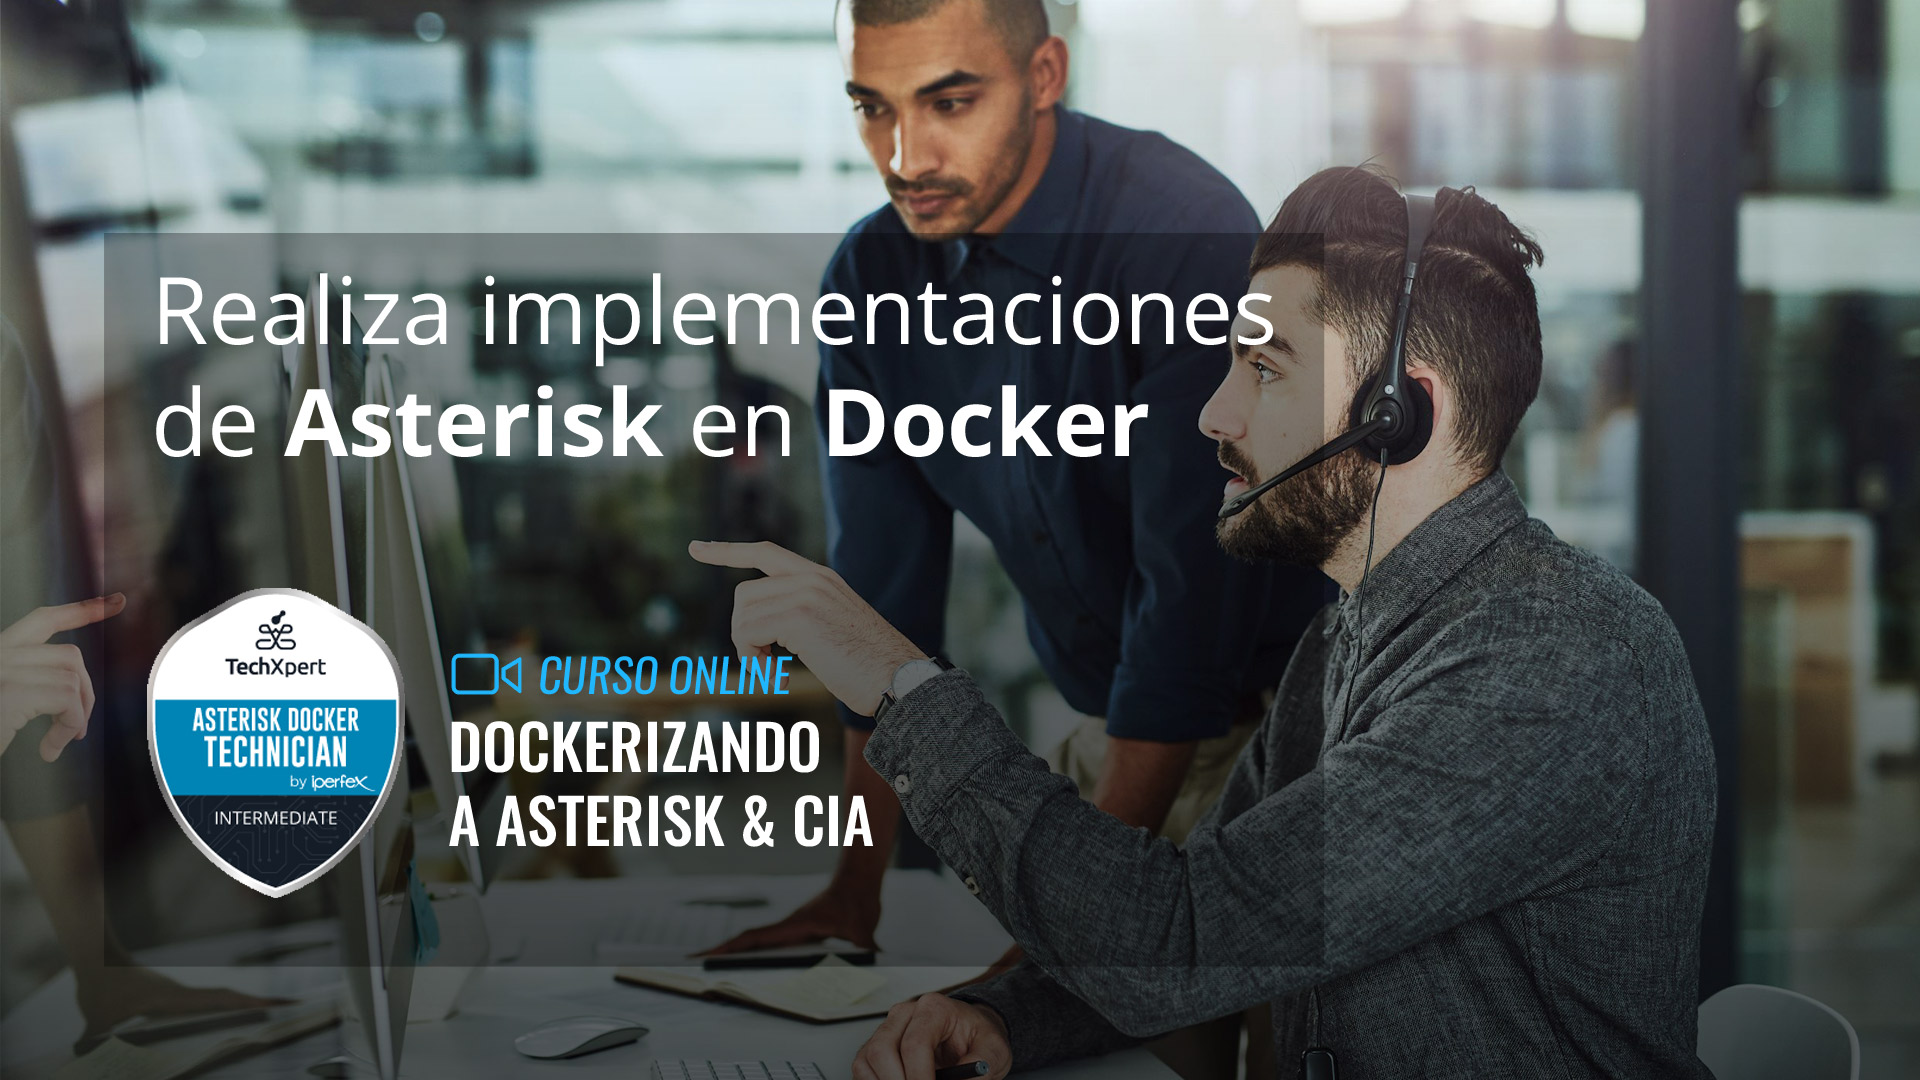 Realiza implementaciones
de Asterisk en Docker
TechXpert
ASTERISK DOCKER
TECHNICIAN
by iperfex
INTERMEDIATE
CURSO ONLINE
DOCKERIZANDO
A ASTERISK & CIA